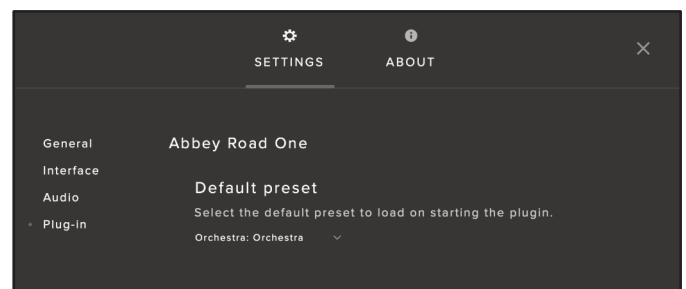 SETTINGS ABOUT
General
Interface
Audio
Plug-in
Abbey Road One
Default preset
Select the default preset to load on starting the plugin.
Orchestra: Orchestra